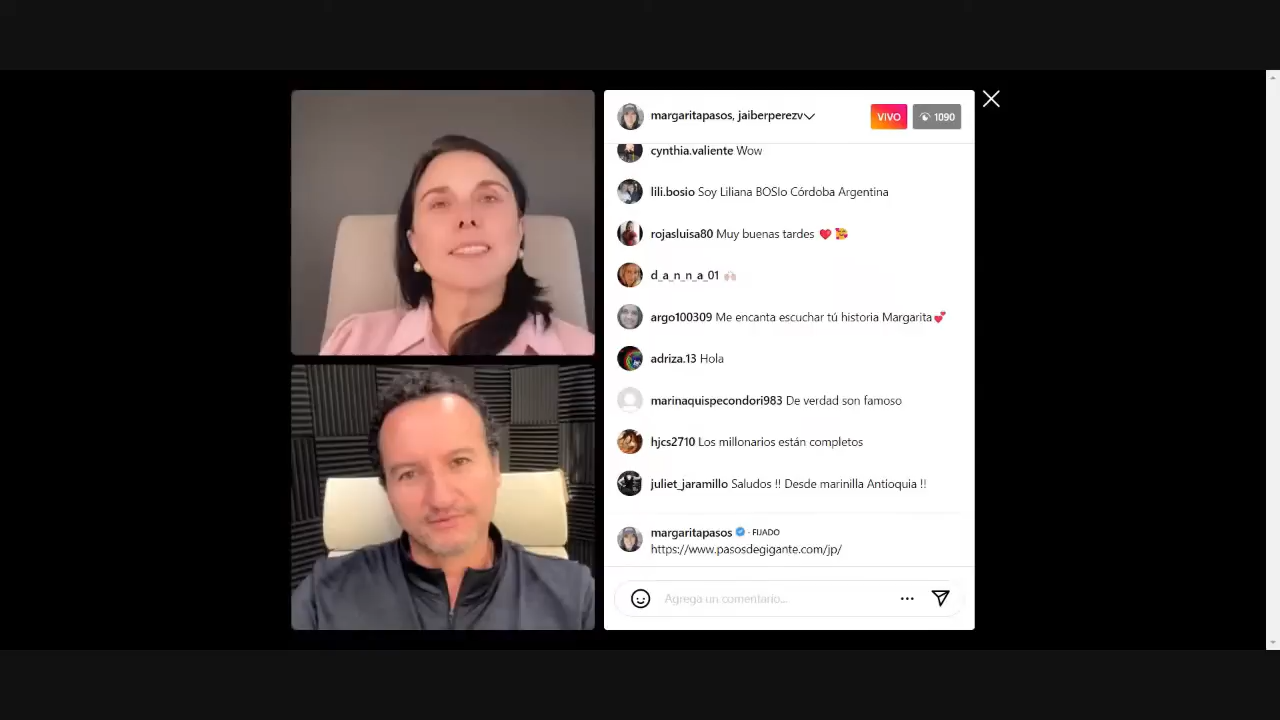 margaritapasos, jaiberperezv
VIVO
1090
cynthia.valiente Wow
lili.bosio Soy Liliana BOSIo Córdoba Argentina
rojasluisa80 Muy buenas tardes ❤️ 🥰
d_a_n_n_a_01 🙌🏻
argo100309 Me encanta escuchar tú historia Margarita💕
adriza.13 Hola
marinaquispecondori983 De verdad son famoso
hjcs2710 Los millonarios están completos
juliet_jaramillo Saludos !! Desde marinilla Antioquia !!
margaritapasos · FIJADO
https://www.pasosdegigante.com/jp/
Agrega un comentario...